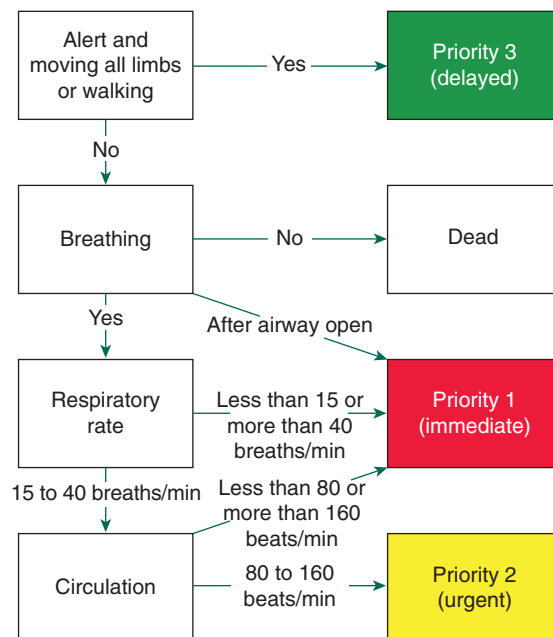 Alert and
moving all limbs
or walking
Yes
Priority 3
(delayed)
No
Breathing
No
Dead
Yes
After airway open
Respiratory
rate
Less than 15 or
more than 40
breaths/min
Priority 1
(immediate)
15 to 40 breaths/min
Less than 80 or
more than 160
beats/min
Circulation
80 to 160
beats/min
Priority 2
(urgent)